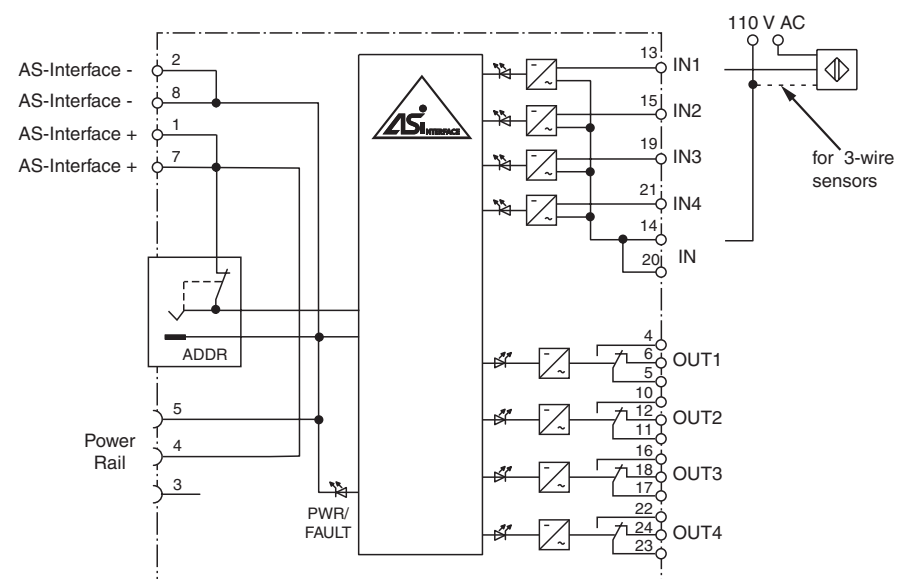 110 V AC
AS-Interface -
2
AS-Interface -
8
AS-Interface +
1
AS-Interface +
7
ASi INTERFACE
13
IN1
15
IN2
19
IN3
21
IN4
14
IN
20
for 3-wire
sensors
ADDR
Power
Rail
5
4
3
PWR/
FAULT
4
6
OUT1
5
10
12
OUT2
11
16
18
OUT3
17
22
24
OUT4
23